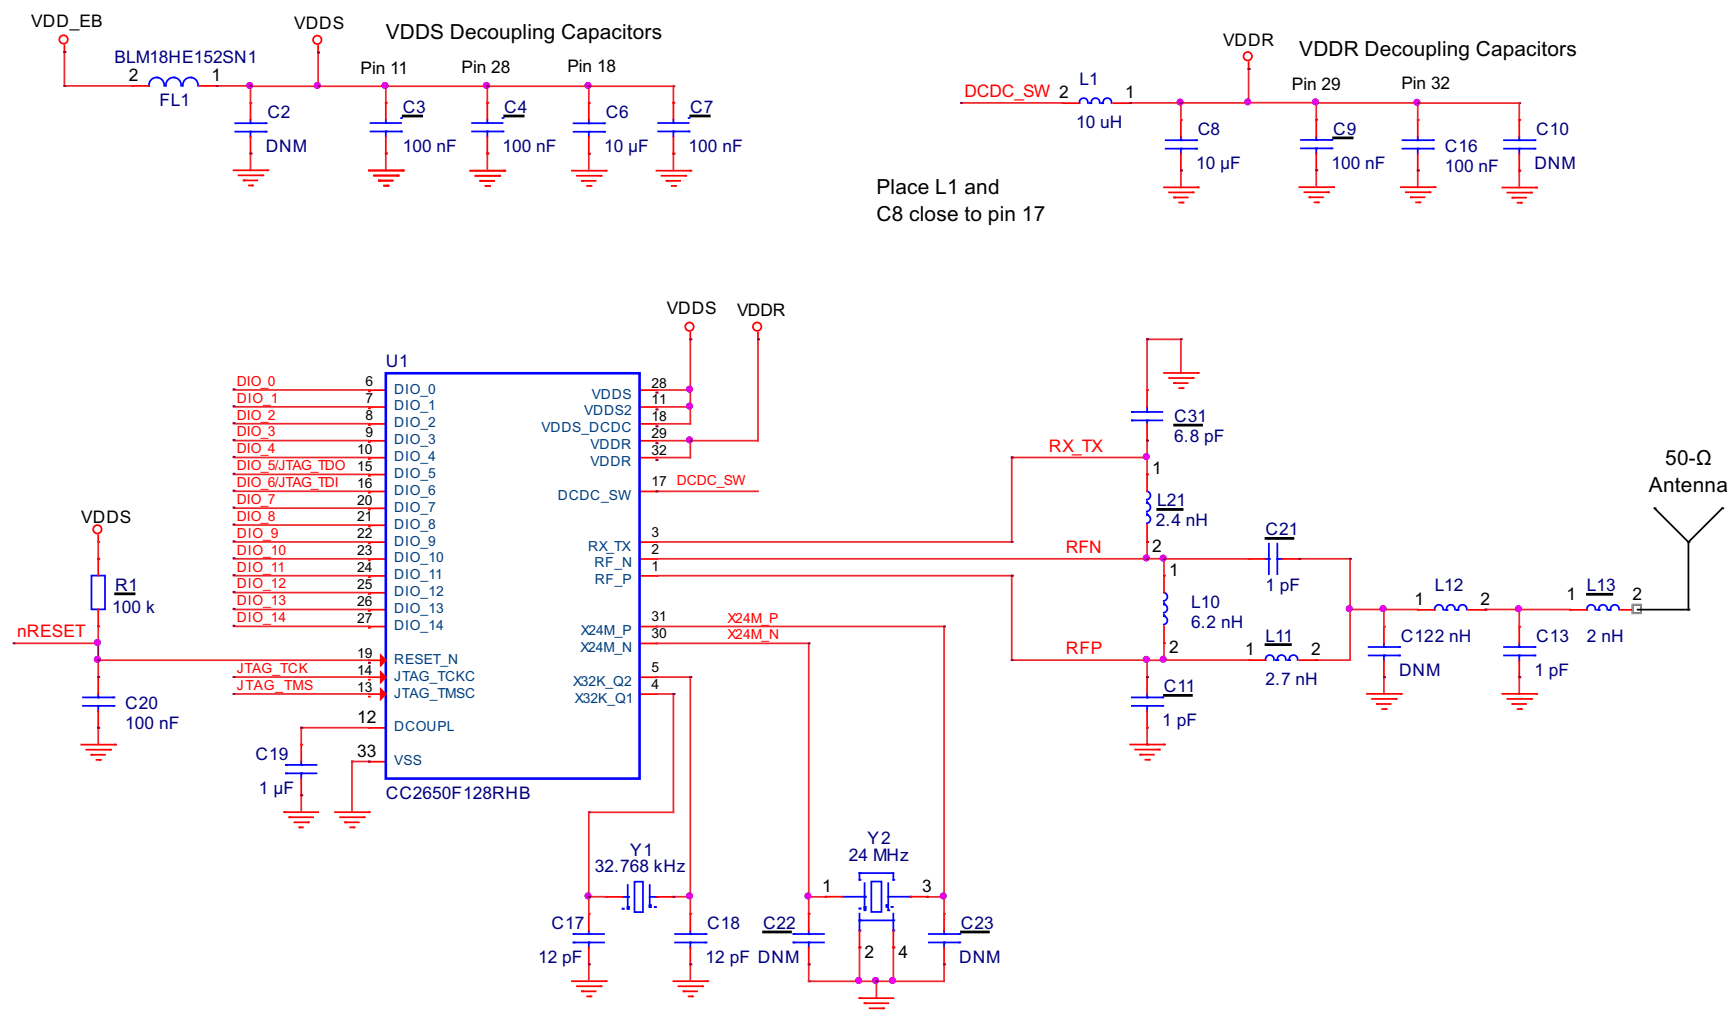 VDD_EB
VDDS
VDDS Decoupling Capacitors
BLM18HE152SN1
2
1
FL1
Pin 11
Pin 28
Pin 18
C2
DNM
C3
100 nF
C4
100 nF
C6
10 µF
C7
100 nF
VDDR
VDDR Decoupling Capacitors
DCDC_SW
2
L1
1
10 uH
Pin 29
Pin 32
C8
10 µF
C9
100 nF
C16
100 nF
C10
DNM
Place L1 and
C8 close to pin 17
VDDS
VDDR
U1
DIO_0
6
DIO_0
DIO_1
7
DIO_1
DIO_2
8
DIO_2
DIO_3
9
DIO_3
DIO_4
10
DIO_4
DIO_5/JTAG_TDO
15
DIO_5
DIO_6/JTAG_TDI
16
DIO_6
DIO_7
20
DIO_7
DIO_8
21
DIO_8
DIO_9
22
DIO_9
DIO_10
23
DIO_10
DIO_11
24
DIO_11
DIO_12
25
DIO_12
DIO_13
26
DIO_13
DIO_14
27
DIO_14
19
RESET_N
JTAG_TCK
14
JTAG_TCKC
JTAG_TMS
13
JTAG_TMSC
12
DCOUPL
33
VSS
CC2650F128RHB
VDDS
28
VDDS2
11
VDDS_DCDC
18
VDDR
29
VDDR
32
DCDC_SW
17
DCDC_SW
RX_TX
3
RF_N
2
RF_P
1
X24M_P
31
X24M_P
X24M_N
30
X24M_N
X32K_Q2
5
X32K_Q1
4
VDDS
R1
100 k
nRESET
C20
100 nF
C19
1 µF
RX_TX
RFN
RFP
C31
6.8 pF
1
L21
2.4 nH
2
C21
1 pF
1
L10
6.2 nH
2
L11
1
2
2.7 nH
C11
1 pF
L12
1
2
C122 nH
DNM
C13
1 pF
1
L13
2
2 nH
50-Ω
Antenna
Y1
32.768 kHz
C17
12 pF
C18
12 pF
Y2
24 MHz
1
3
2
4
C22
DNM
C23
DNM